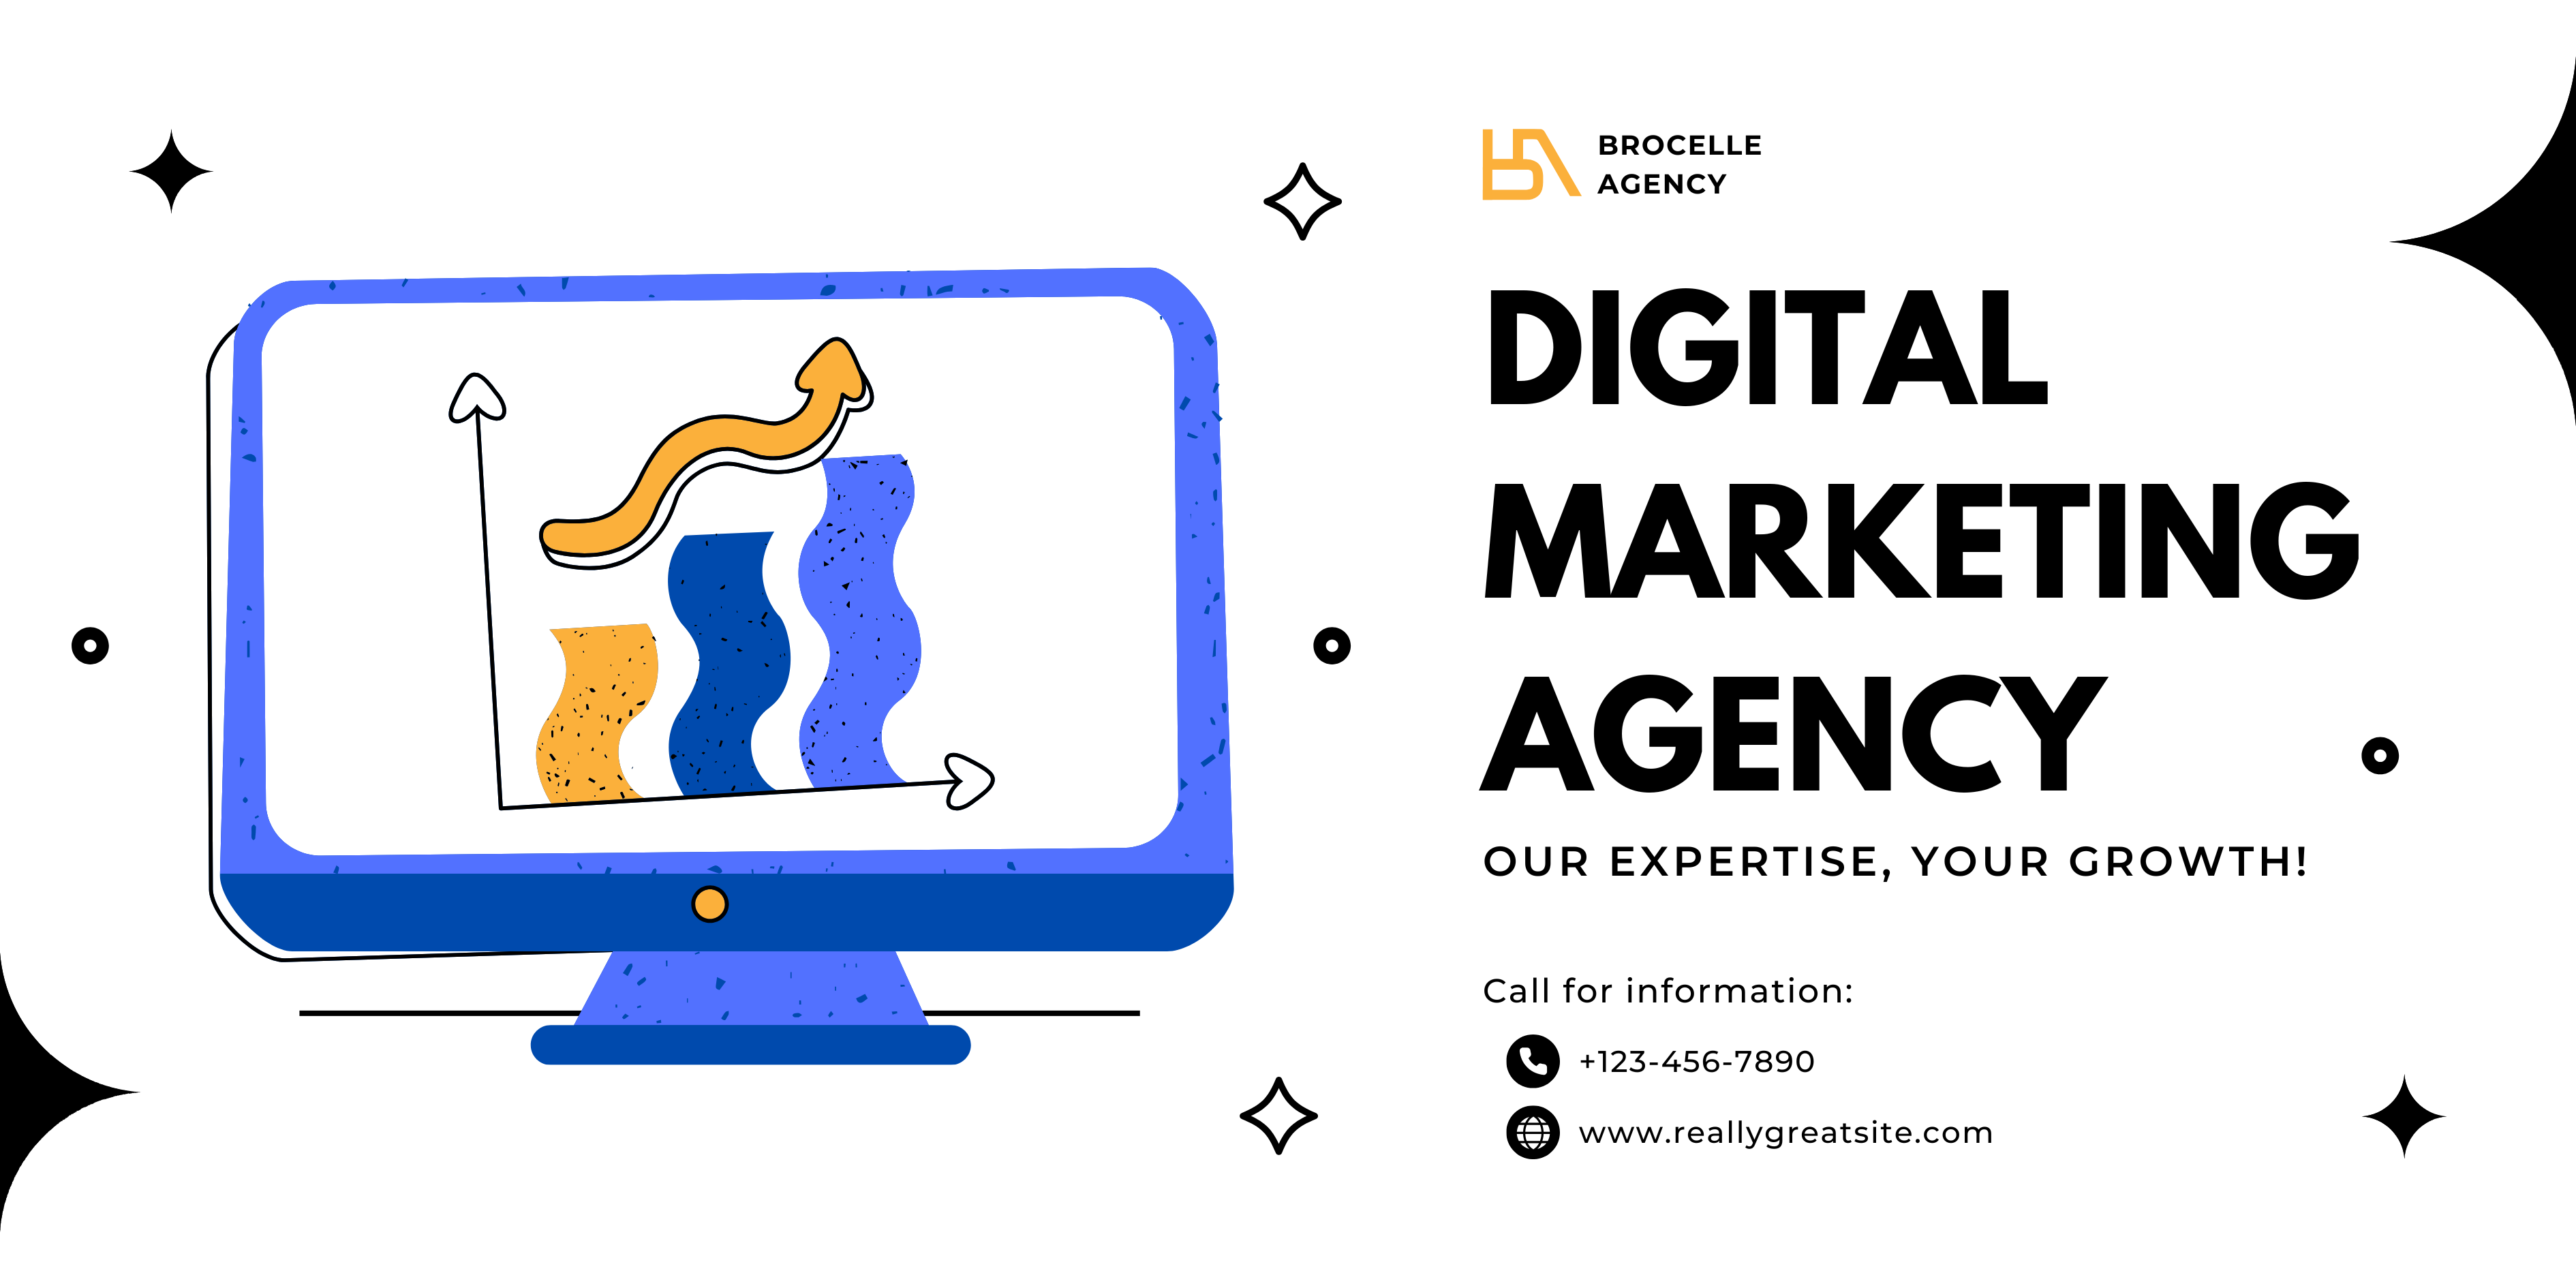 BROCELLE
AGENCY
DIGITAL
MARKETING
AGENCY
OUR EXPERTISE, YOUR GROWTH!
Call for information:
+123-456-7890
www.reallygreatsite.com